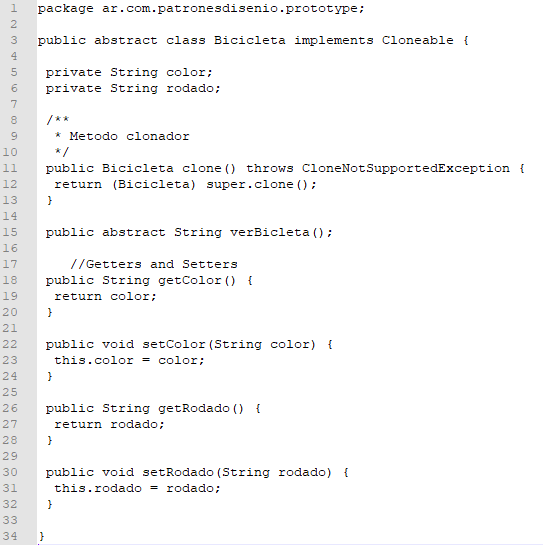 1 package ar.com.patronesdisenio.prototype;
2
3 public abstract class Bicicleta implements Cloneable {
4
5 private String color;
6 private String rodado;
7
8 /**
9 * Metodo clonador
10 */
11 public Bicicleta clone() throws CloneNotSupportedException {
12 return (Bicicleta) super.clone();
13 }
14
15 public abstract String verBicleta();
16
17 //Getters and Setters
18 public String getColor() {
19 return color;
20 }
21
22 public void setColor(String color) {
23 this.color = color;
24 }
25
26 public String getRodado() {
27 return rodado;
28 }
29
30 public void setRodado(String rodado) {
31 this.rodado = rodado;
32 }
33
34 }